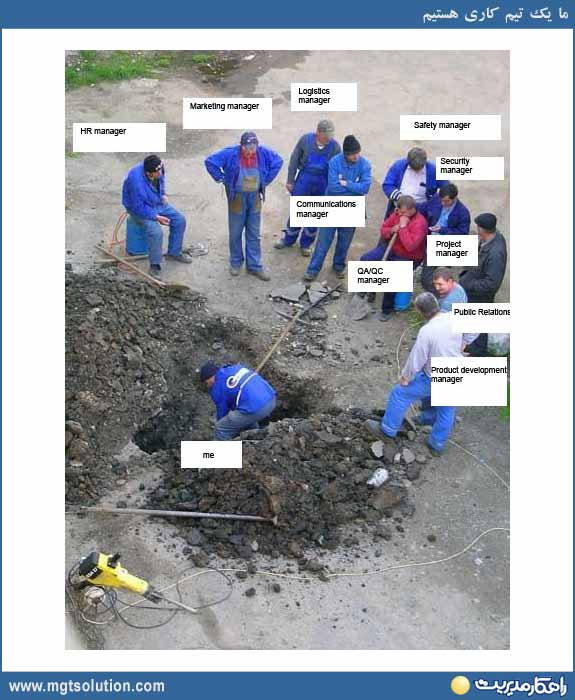 ما یک تیم کاری هستیم
Logistics
manager
Marketing manager
HR manager
Safety manager
Security
manager
Communications
manager
Project
manager
QA/QC
manager
Public Relations
Product development
manager
me
www.mgtsolution.com
راهکار مدیریت